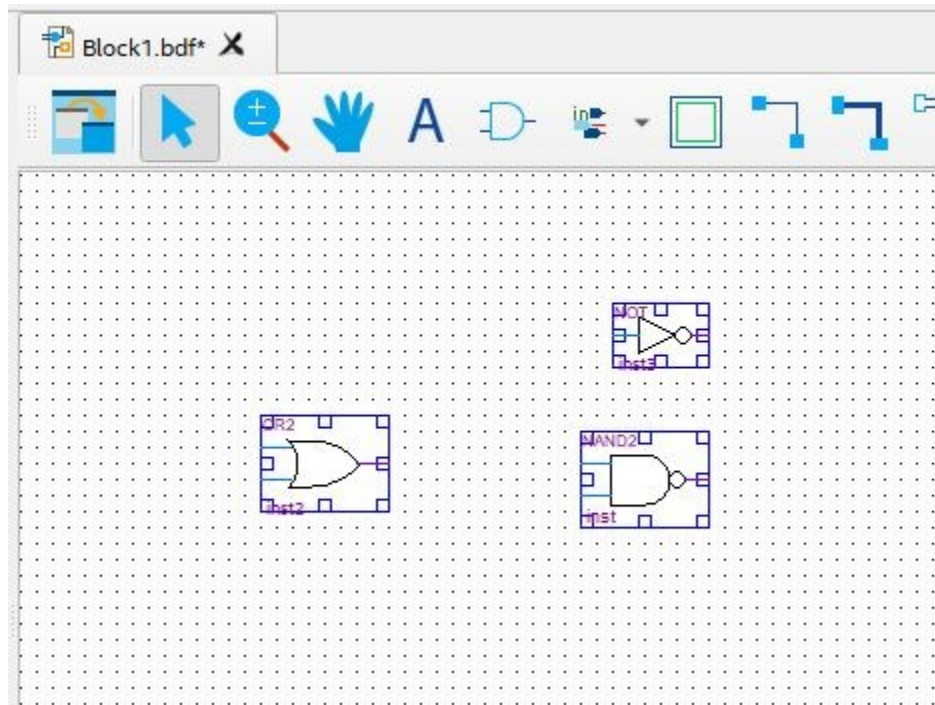 Block1.bdf*
A
in
NOT
inst3
OR2
inst2
NAND2
inst